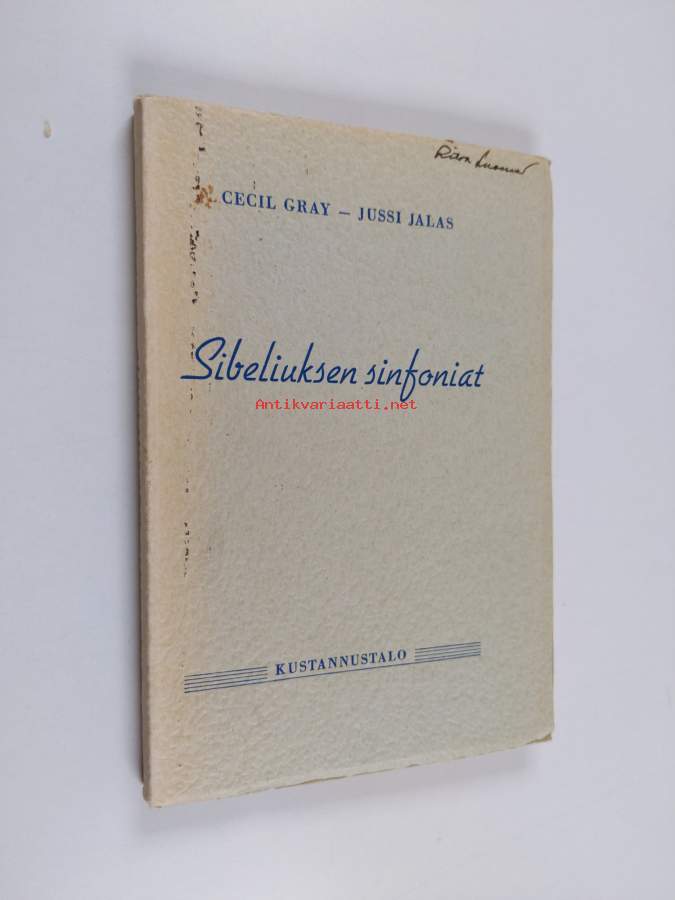 CECIL GRAY – JUSSI JALAS
Sibeliuksen sinfoniat
Antikvariaatti.net
KUSTANNUSTALO